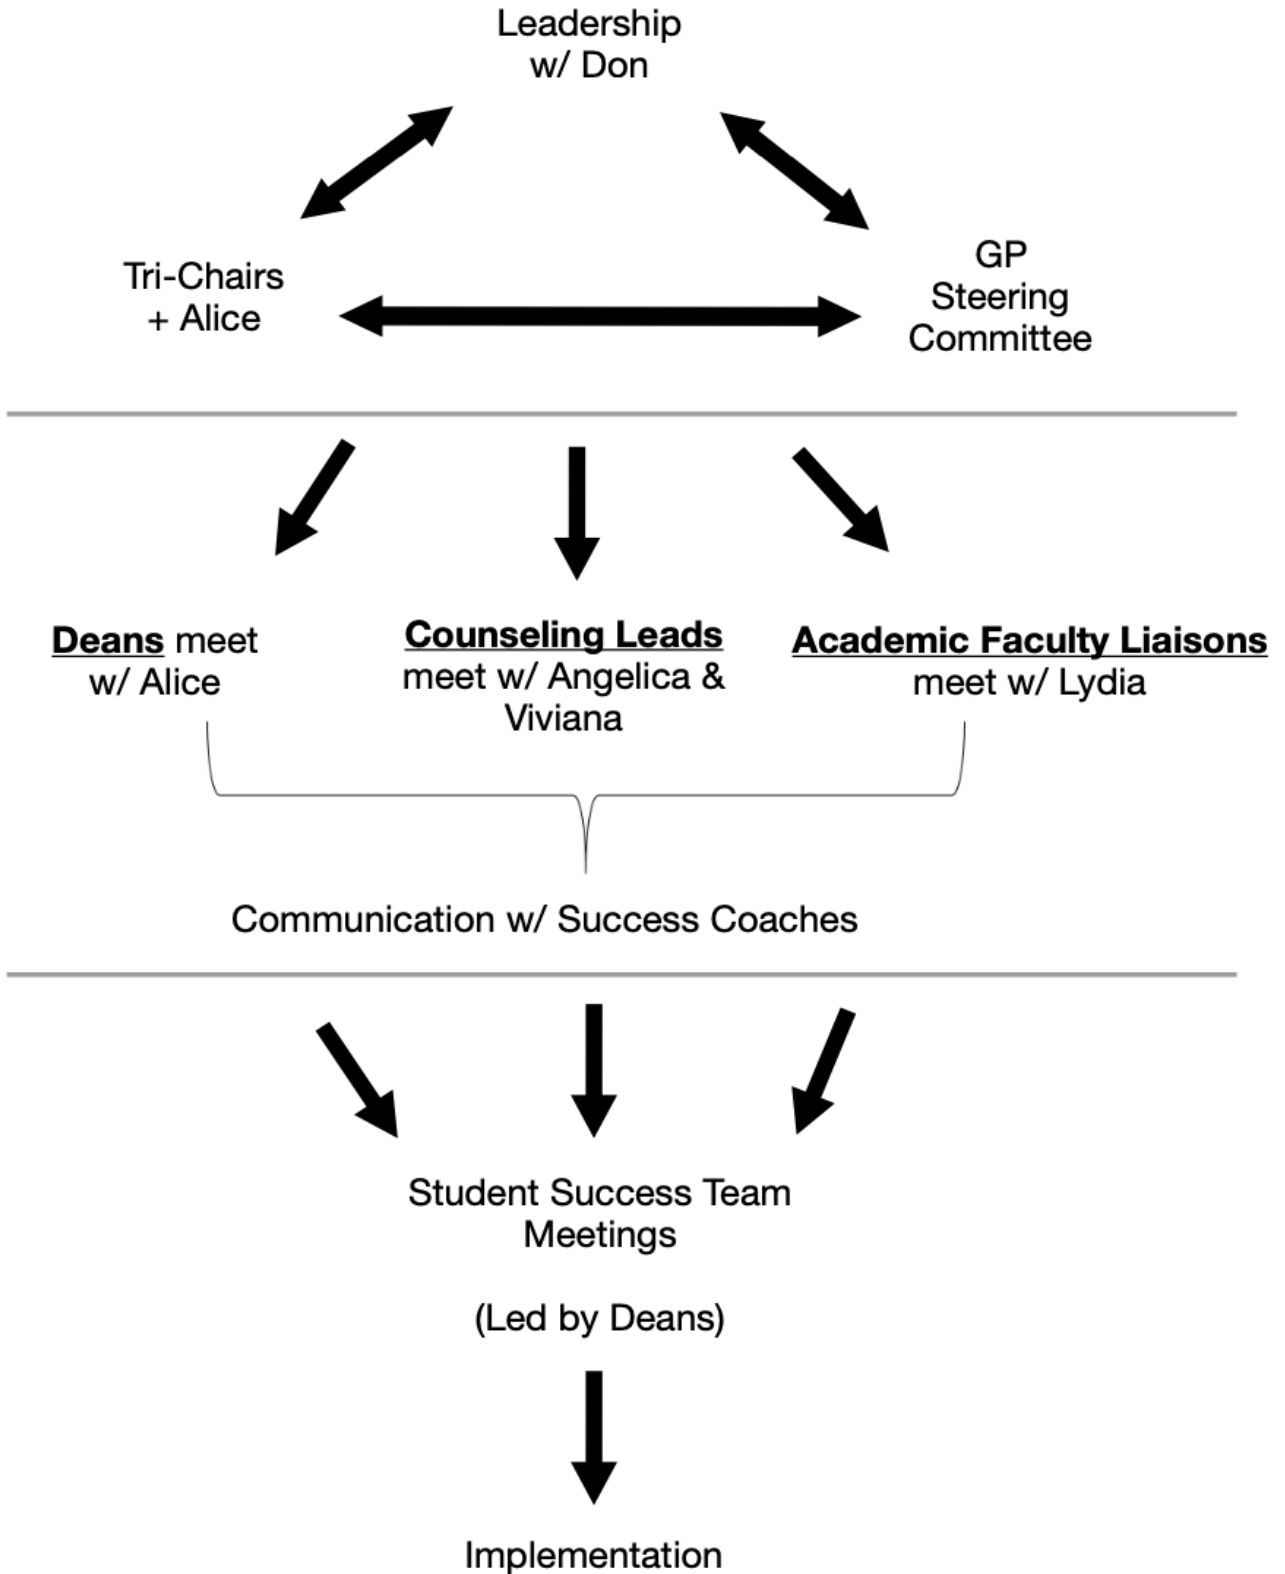 Leadership
w/ Don
Tri-Chairs
+ Alice
GP
Steering
Committee
Deans meet
w/ Alice
Counseling Leads
meet w/ Angelica &
Viviana
Academic Faculty Liaisons
meet w/ Lydia
Communication w/ Success Coaches
Student Success Team
Meetings
(Led by Deans)
Implementation